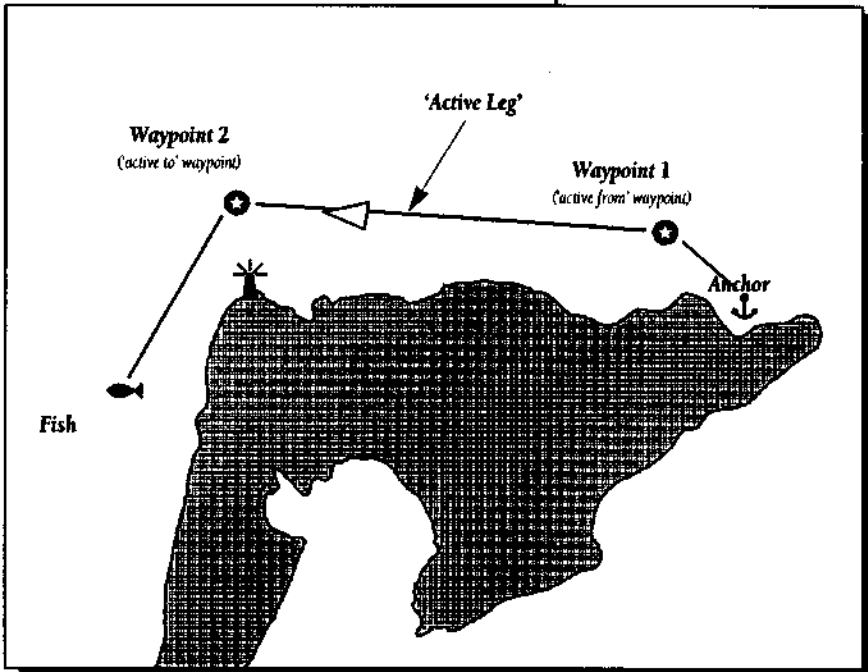 'Active Leg'
Waypoint 2
('active to' waypoint)
Waypoint 1
('active from' waypoint)
Anchor
Fish